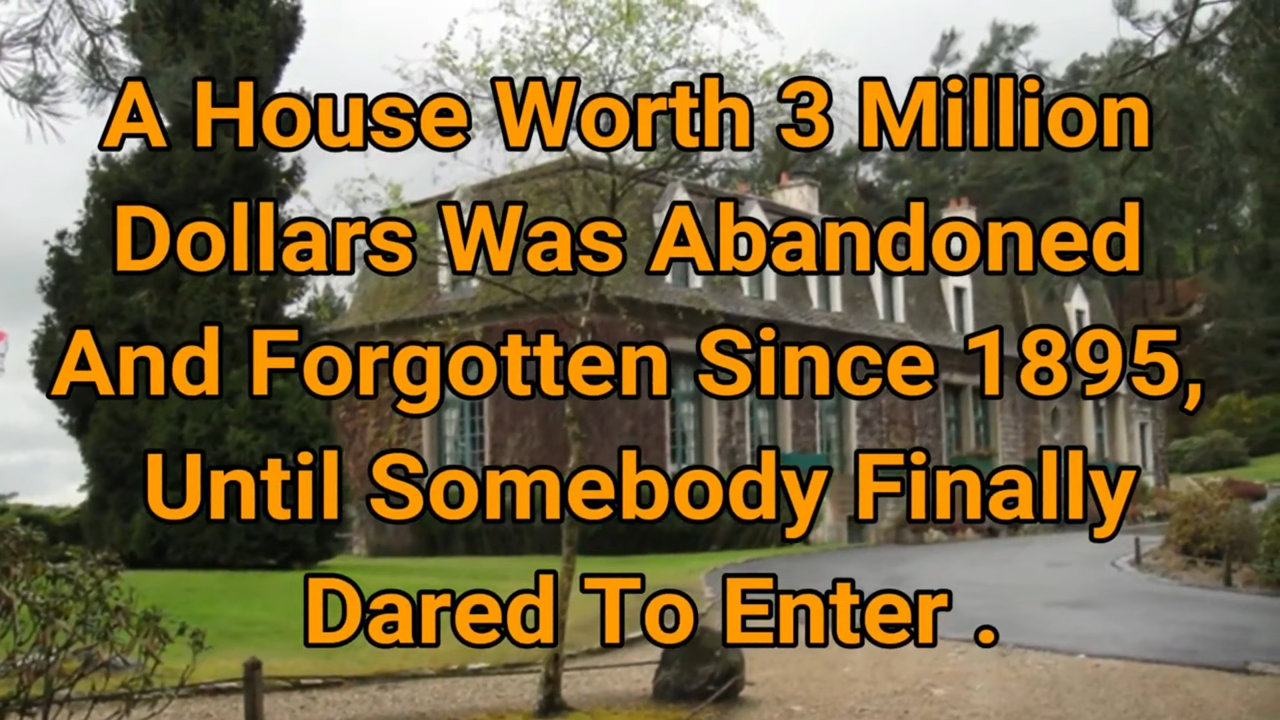 A House Worth 3 Million
Dollars Was Abandoned
And Forgotten Since 1895,
Until Somebody Finally
Dared To Enter .